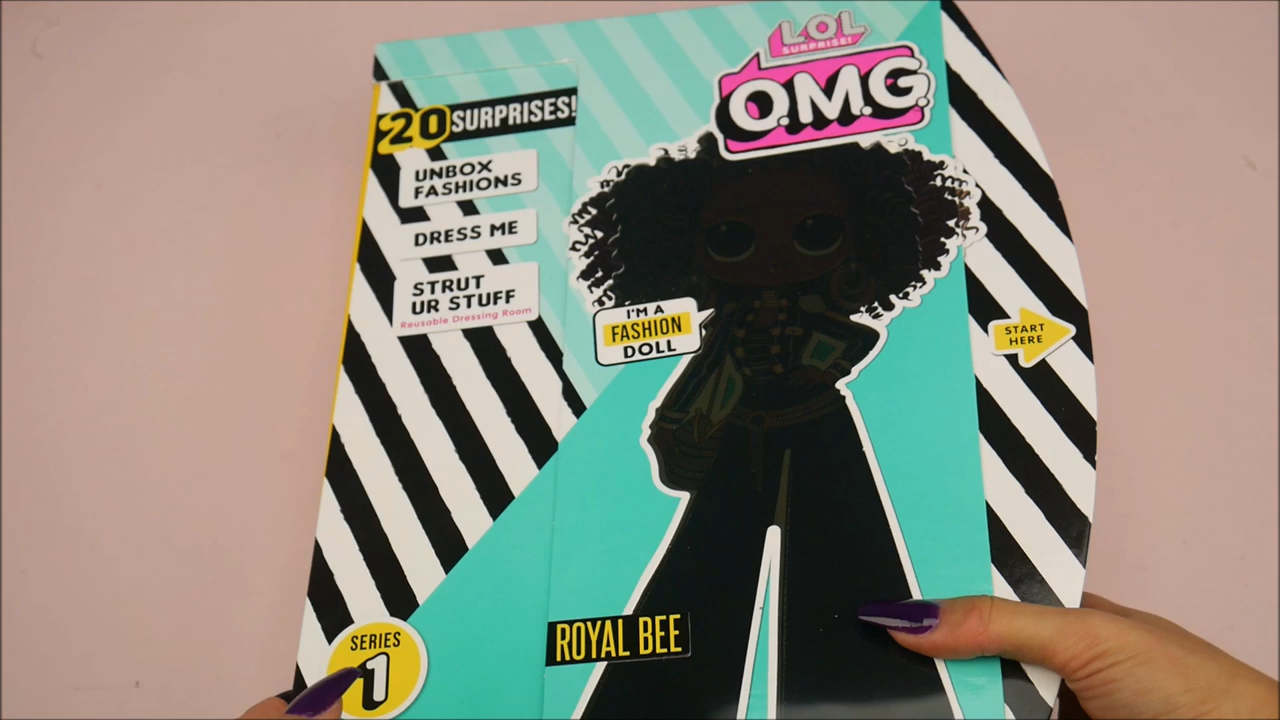 LOL
SURPRISE!
O.M.G.
20 SURPRISES!
UNBOX
FASHIONS
DRESS ME
STRUT
UR STUFF
Reusable Dressing Room
I'M A
FASHION
DOLL
START
HERE
ROYAL BEE
SERIES
1